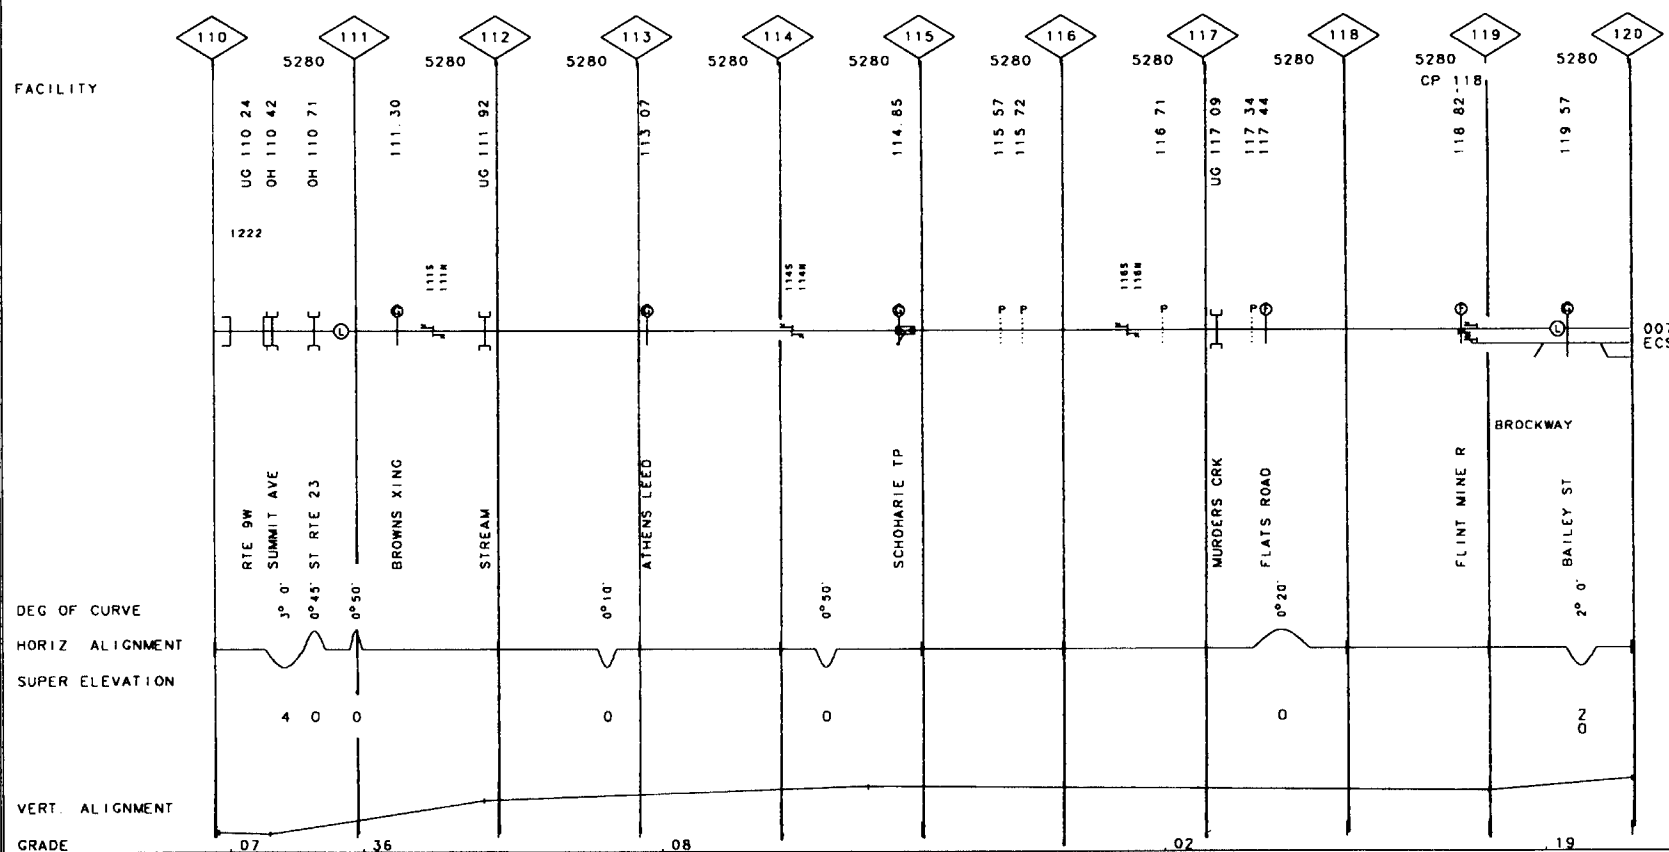 110 111 112 113 114 115 116 117 118 119 120
5280 5280 5280 5280 5280 5280 5280 5280 5280 5280
FACILITY
CP 118
UG 110 24
OH 110 42
OH 110 71
111.30
UG 111 92
113 07
114.85
115 57
115 72
116 71
UG 117 09
117 34
117 44
118 82
119 57
1222
111S
111N
114S
114N
116S
116N
L G G G P P P P F F L G
007
ECS
BROCKWAY
RTE 9W
SUMMIT AVE
ST RTE 23
BROWNS XING
STREAM
ATHENS LEED
SCHOHARIE TP
MURDERS CRK
FLATS ROAD
FLINT MINE R
BAILEY ST
DEG OF CURVE
3° 0' 0°45' 0°50' 0°10' 0°50' 0°20' 2° 0'
HORIZ ALIGNMENT
SUPER ELEVATION
4 0 0 0 0 0 2
0
VERT. ALIGNMENT
GRADE
.07 .36 .08 .02 .19